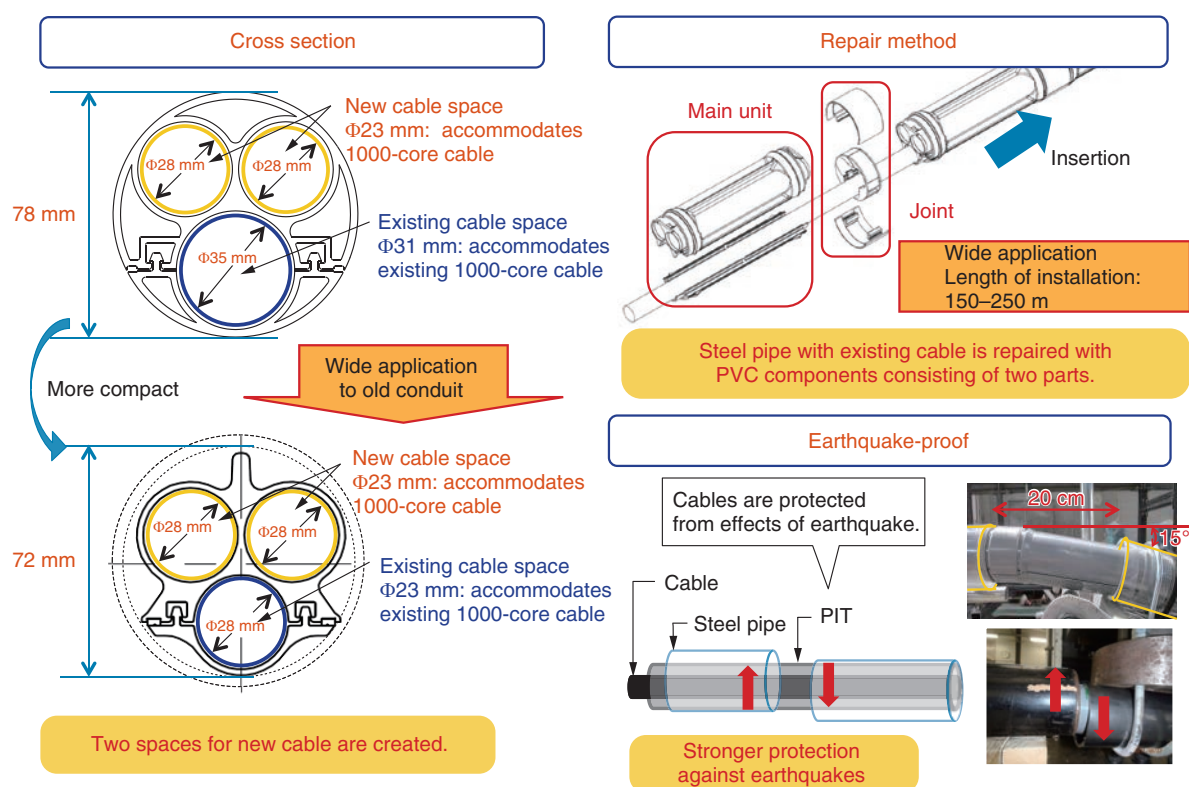 Cross section
78 mm
New cable space
Φ23 mm: accommodates
1000-core cable
Φ28 mm
Φ28 mm
Existing cable space
Φ31 mm: accommodates
existing 1000-core cable
Φ35 mm
More compact
Wide application
to old conduit
72 mm
New cable space
Φ23 mm: accommodates
1000-core cable
Φ28 mm
Φ28 mm
Existing cable space
Φ23 mm: accommodates
existing 1000-core cable
Φ28 mm
Two spaces for new cable are created.
Repair method
Main unit
Joint
Insertion
Wide application
Length of installation:
150–250 m
Steel pipe with existing cable is repaired with
PVC components consisting of two parts.
Earthquake-proof
Cables are protected
from effects of earthquake.
Cable
Steel pipe
PIT
20 cm
15°
Stronger protection
against earthquakes